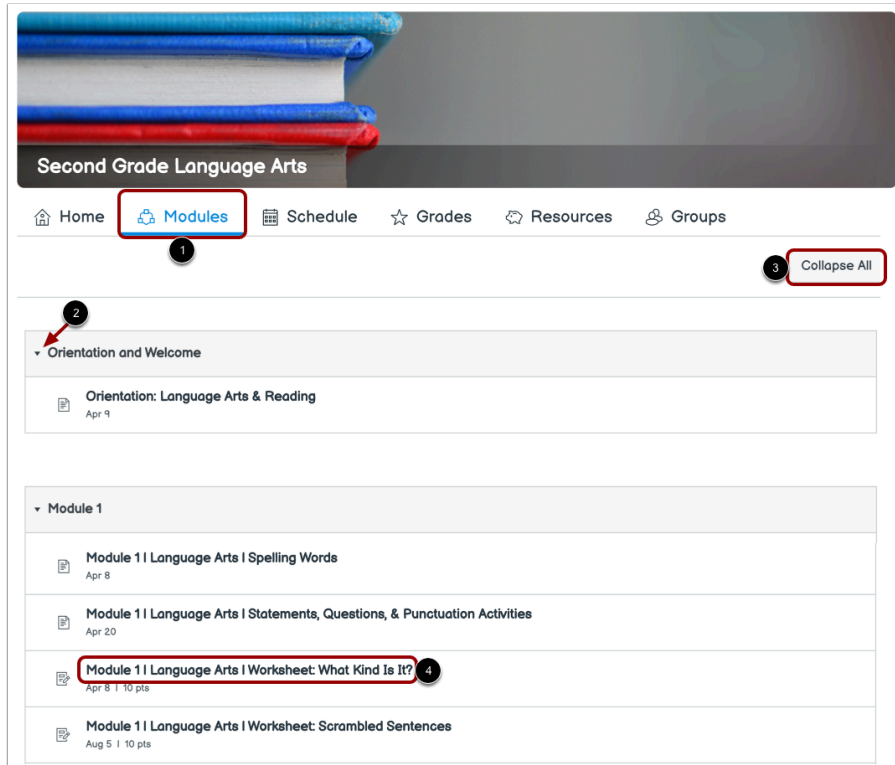 Second Grade Language Arts
Home Modules Schedule Grades Resources Groups
1
3 Collapse All
2
Orientation and Welcome
Orientation: Language Arts & Reading
Apr 9
Module 1
Module 1 | Language Arts | Spelling Words
Apr 8
Module 1 | Language Arts | Statements, Questions, & Punctuation Activities
Apr 20
Module 1 | Language Arts | Worksheet: What Kind Is It? 4
Apr 8 | 10 pts
Module 1 | Language Arts | Worksheet: Scrambled Sentences
Aug 5 | 10 pts